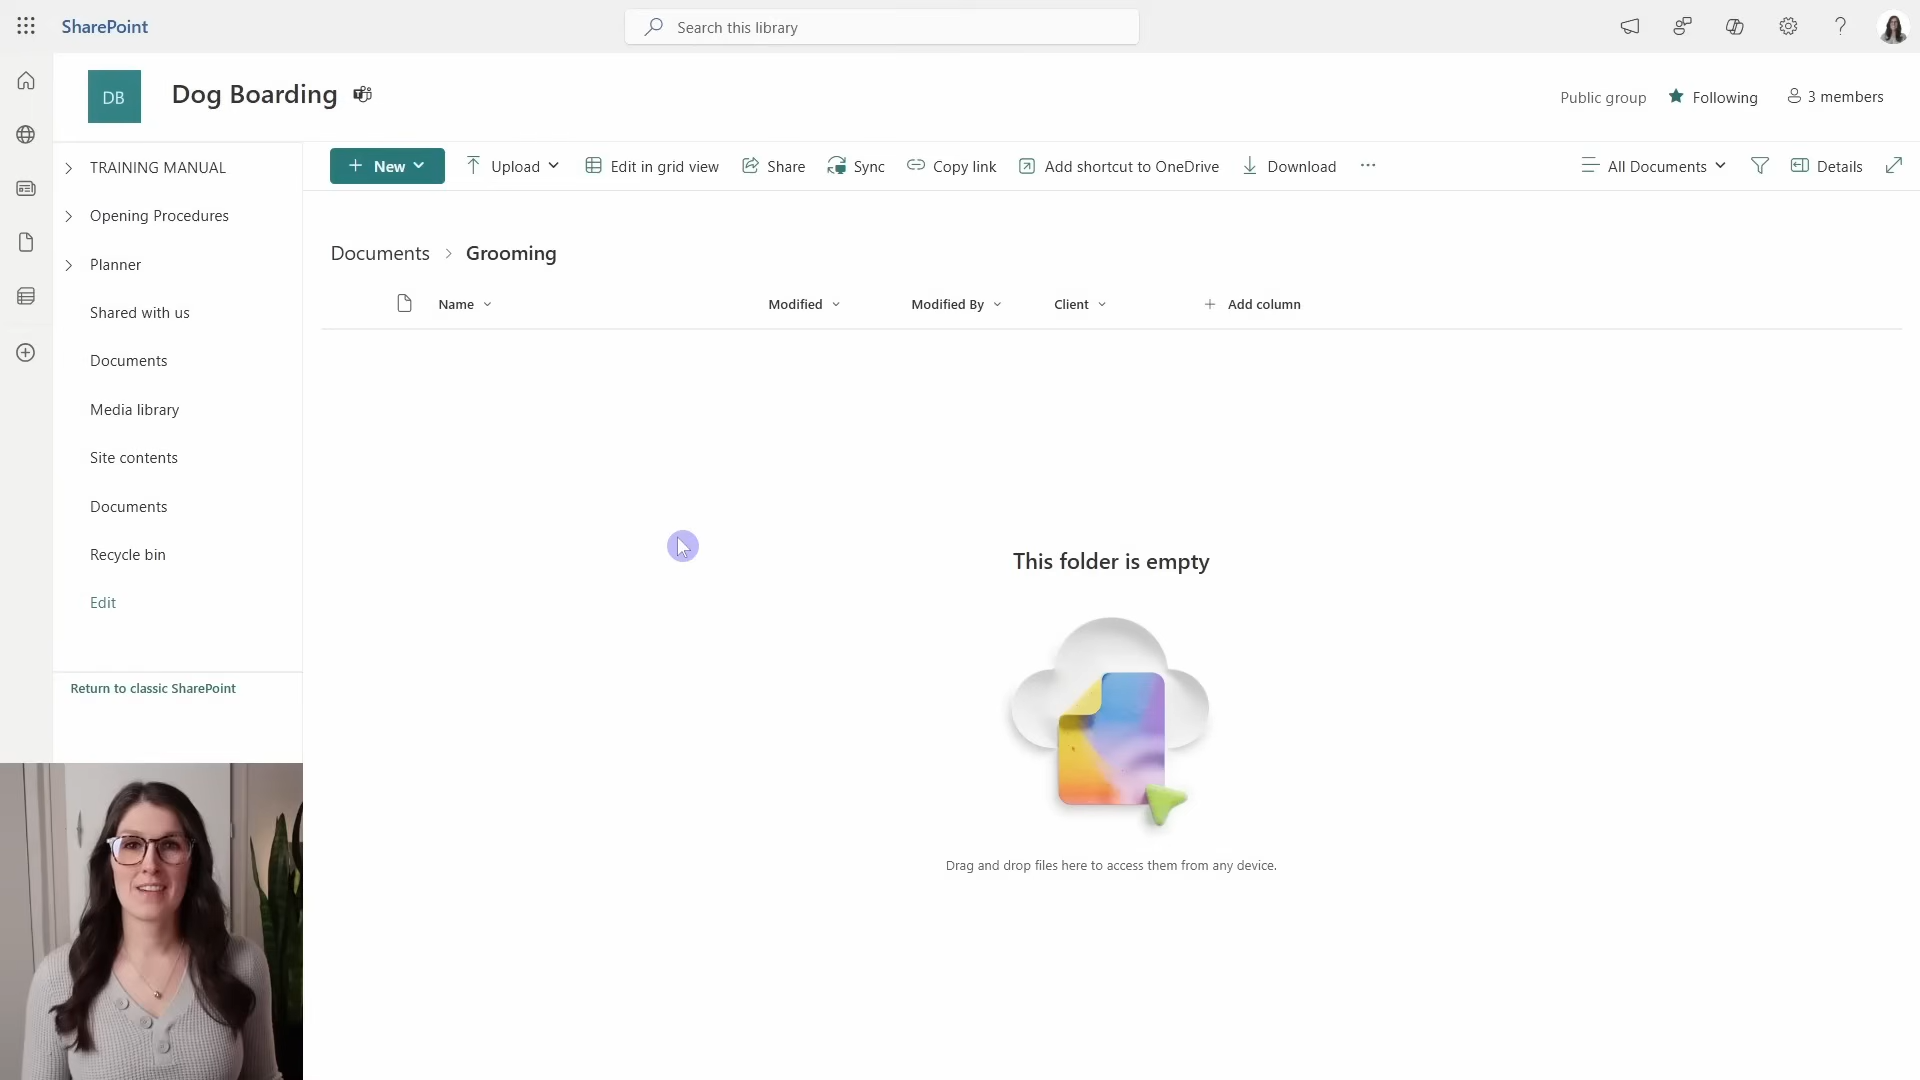 SharePoint
Search this library
DB
Dog Boarding
Public group
Following
3 members
TRAINING MANUAL
Opening Procedures
Planner
Shared with us
Documents
Media library
Site contents
Documents
Recycle bin
Edit
Return to classic SharePoint
+ New
Upload
Edit in grid view
Share
Sync
Copy link
Add shortcut to OneDrive
Download
...
All Documents
Details
Documents > Grooming
Name
Modified
Modified By
Client
+ Add column
This folder is empty
Drag and drop files here to access them from any device.